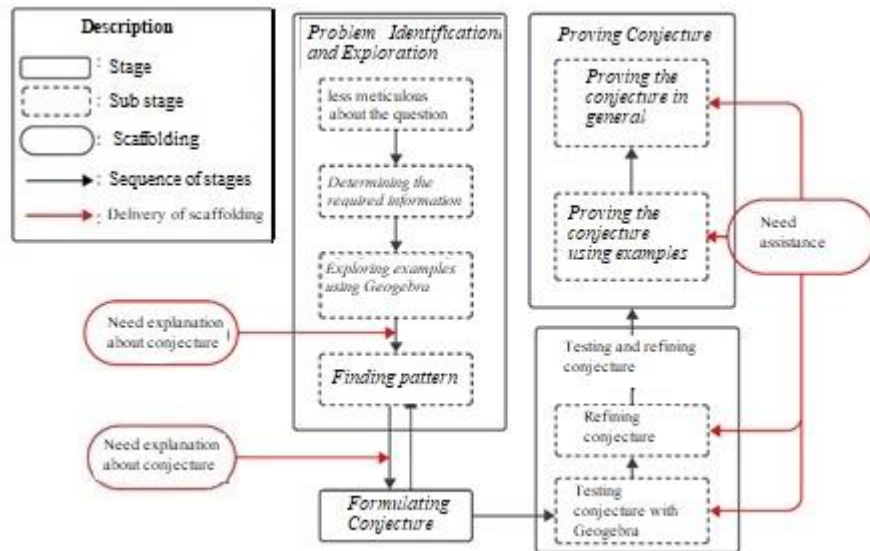 Description
: Stage
: Sub stage
: Scaffolding
: Sequence of stages
: Delivery of scaffolding
Problem Identification
and Exploration
less meticulous
about the question
Determining the
required information
Exploring examples
using Geogebra
Need explanation
about conjecture
Finding pattern
Need explanation
about conjecture
Formulating
Conjecture
Proving Conjecture
Proving the
conjecture in
general
Proving the
conjecture
using examples
Need
assistance
Testing and refining
conjecture
Refining
conjecture
Testing
conjecture with
Geogebra